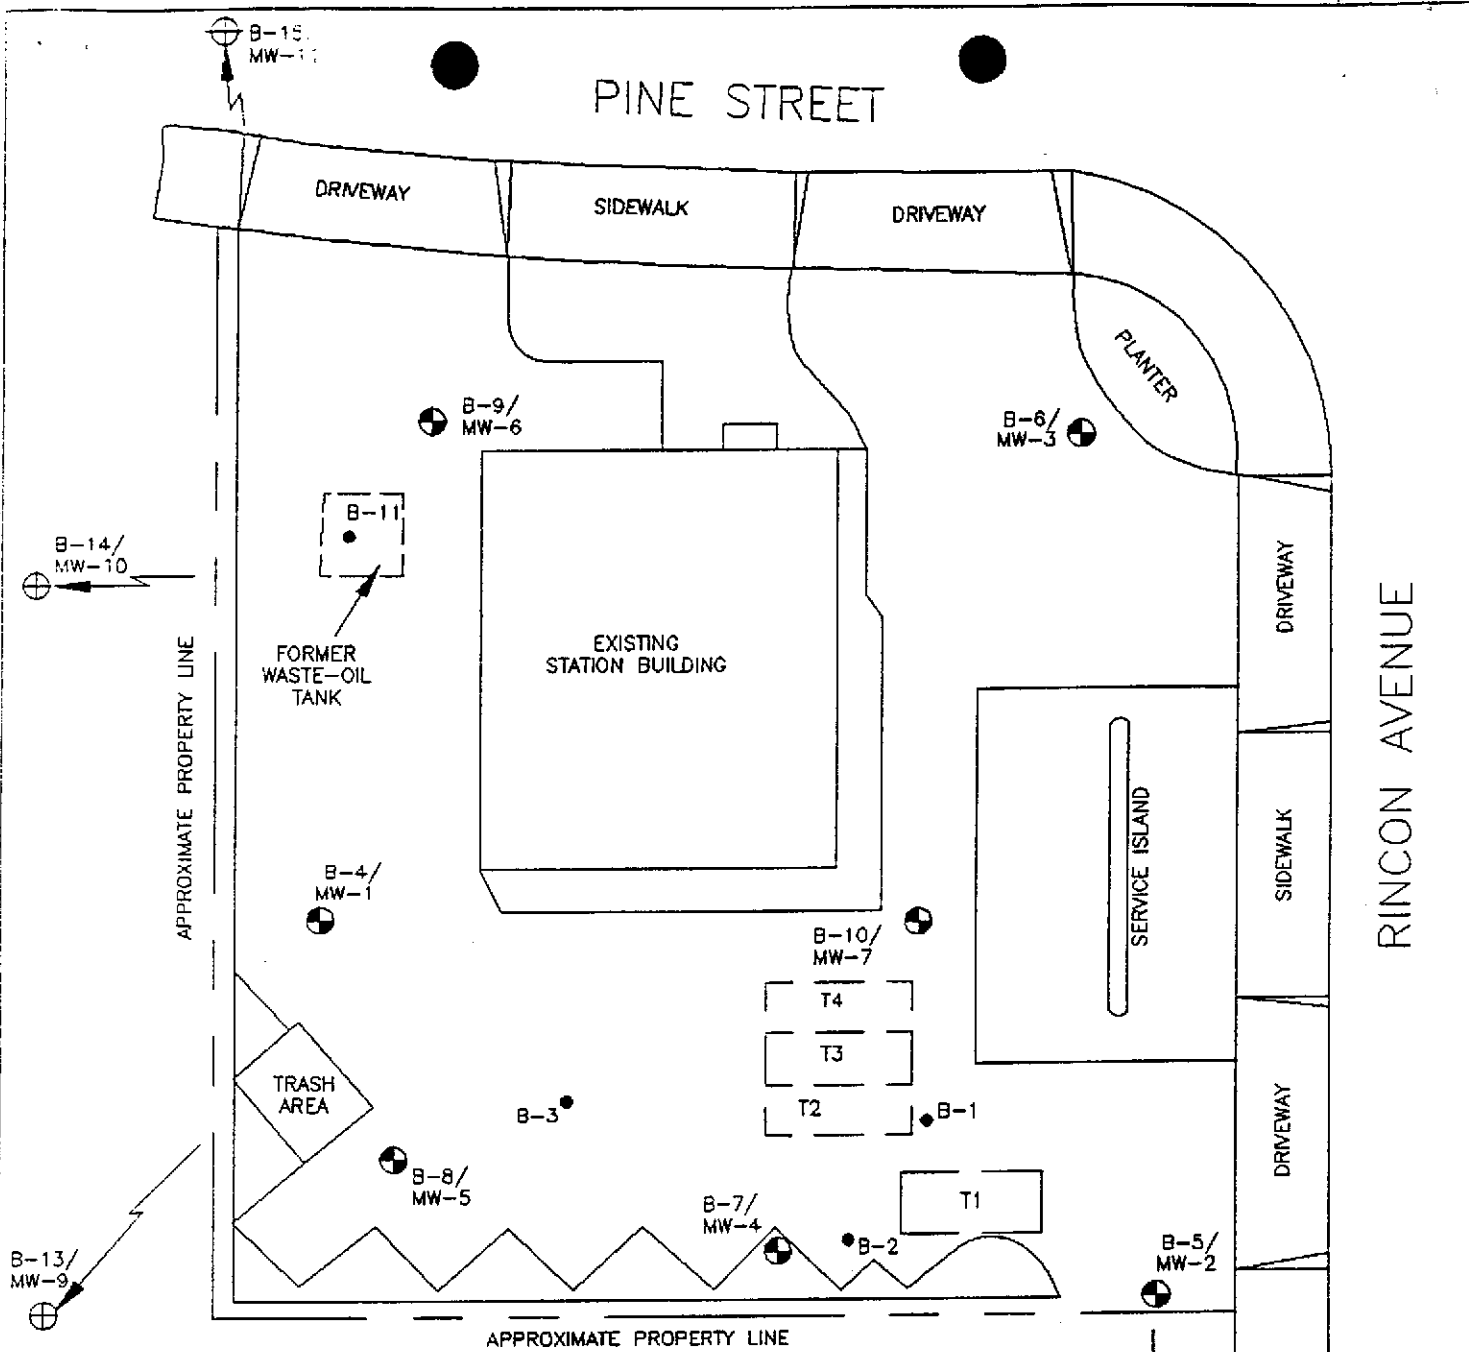 B-15
PINE STREET
DRIVEWAY
SIDEWALK
DRIVEWAY
PLANTER
B-9/
MW-6
B-6/
MW-3
B-11
B-14/
MW-10
FORMER
WASTE-OIL
TANK
EXISTING
STATION BUILDING
DRIVEWAY
RINCON AVENUE
APPROXIMATE PROPERTY LINE
SERVICE ISLAND
SIDEWALK
B-4/
MW-1
B-10/
MW-7
T4
T3
T2
B-1
B-3
TRASH
AREA
DRIVEWAY
B-8/
MW-5
T1
B-7/
MW-4
B-2
B-5/
MW-2
B-13/
MW-9
APPROXIMATE PROPERTY LINE